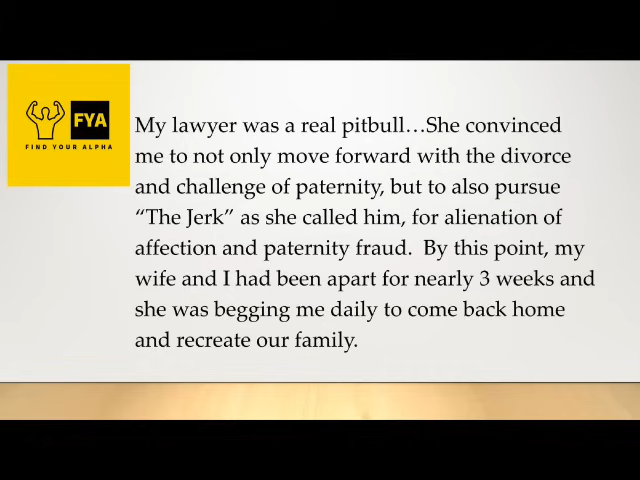 FYA
FIND YOUR ALPHA
My lawyer was a real pitbull…She convinced
me to not only move forward with the divorce
and challenge of paternity, but to also pursue
“The Jerk” as she called him, for alienation of
affection and paternity fraud.  By this point, my
wife and I had been apart for nearly 3 weeks and
she was begging me daily to come back home
and recreate our family.